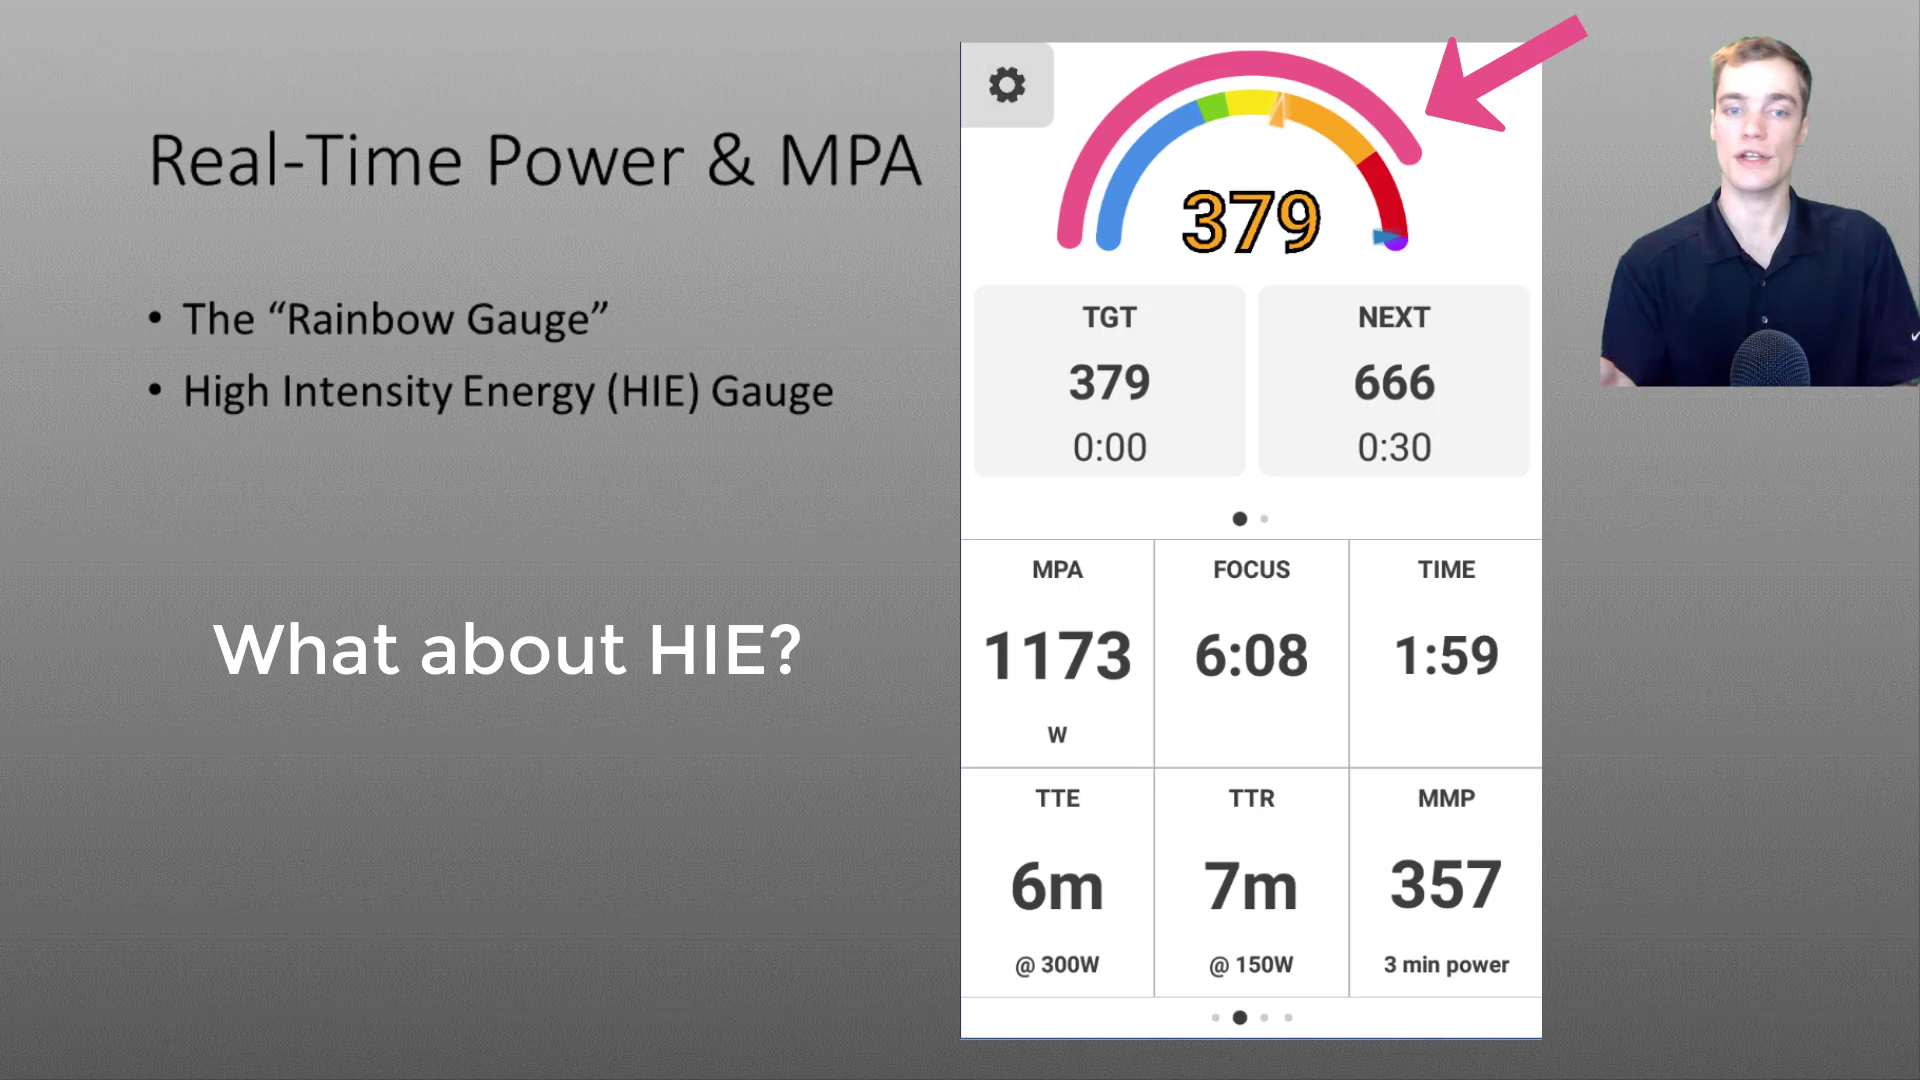 Real-Time Power & MPA
• The “Rainbow Gauge”
• High Intensity Energy (HIE) Gauge
What about HIE?
379
TGT
379
0:00
NEXT
666
0:30
MPA
1173
W
FOCUS
6:08
TIME
1:59
TTE
6m
@ 300W
TTR
7m
@ 150W
MMP
357
3 min power